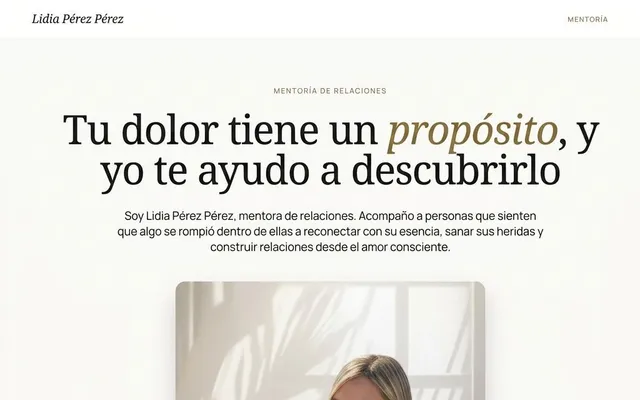 Lidia Pérez Pérez
MENTORÍA
MENTORÍA DE RELACIONES
Tu dolor tiene un propósito, y
yo te ayudo a descubrirlo
Soy Lidia Pérez Pérez, mentora de relaciones. Acompaño a personas que sienten
que algo se rompió dentro de ellas a reconectar con su esencia, sanar sus heridas y
construir relaciones desde el amor consciente.